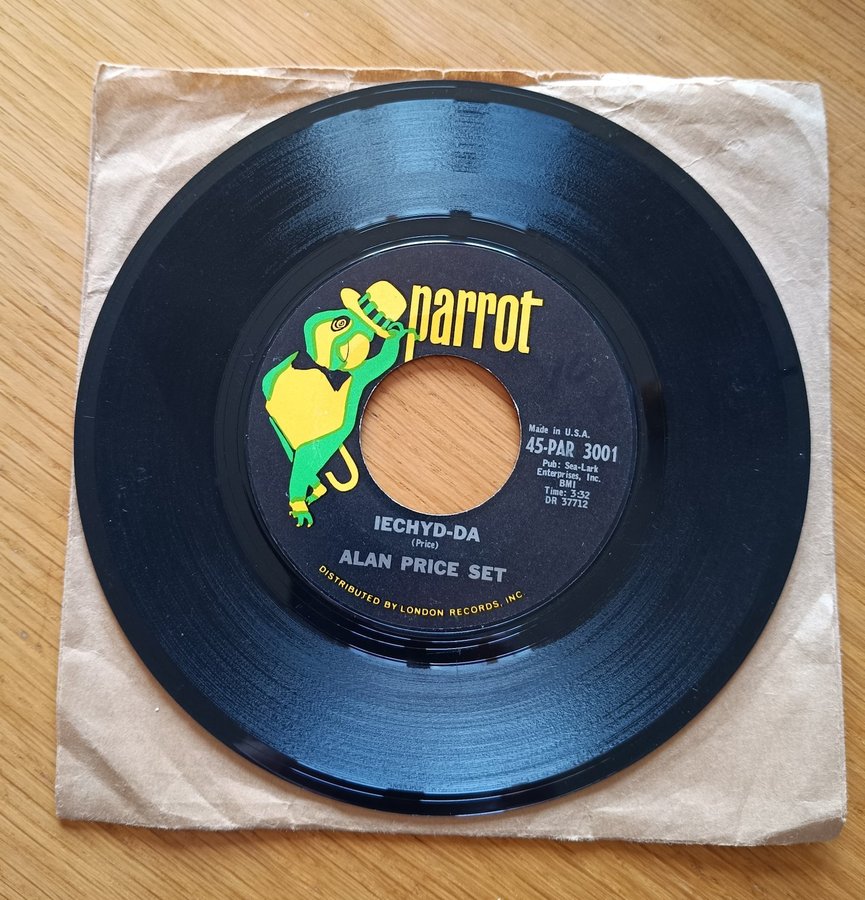 parrot
Made in U.S.A.
45-PAR 3001
Pub: Sea-Lark
Enterprises, Inc.
BMI
Time: 3:32
DR 37712
IECHYD-DA
(Price)
ALAN PRICE SET
DISTRIBUTED BY LONDON RECORDS, INC.